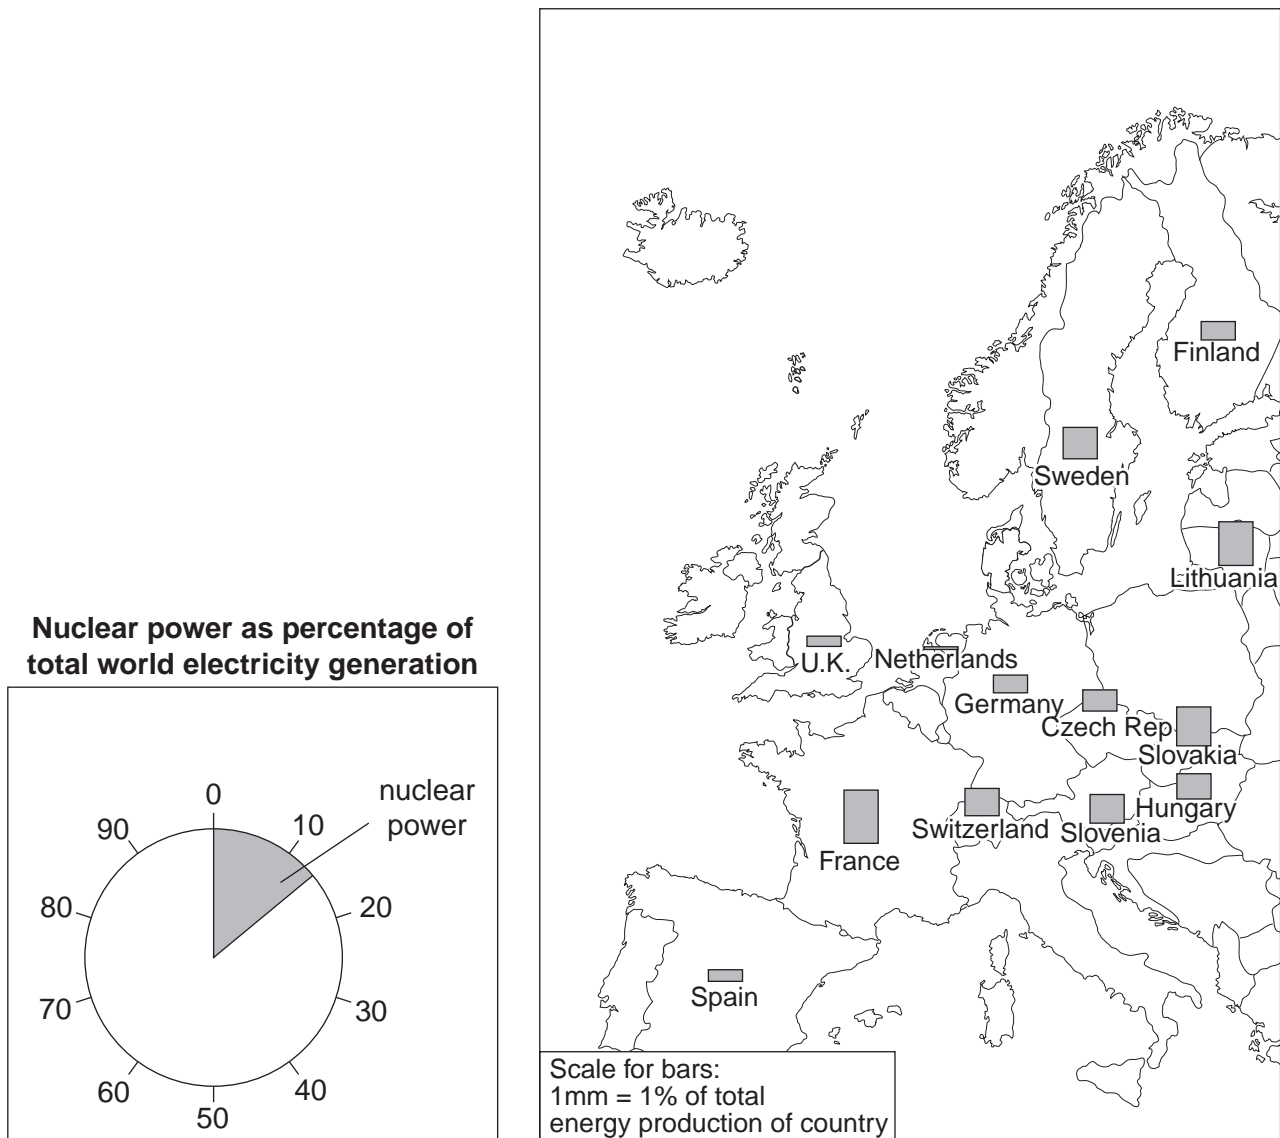 Nuclear power as percentage of
total world electricity generation
0
10
20
30
40
50
60
70
80
90
nuclear
power
Finland
Sweden
Lithuania
U.K.
Netherlands
Germany
Czech Rep
Slovakia
Hungary
Switzerland
Slovenia
France
Spain
Scale for bars:
1mm = 1% of total
energy production of country